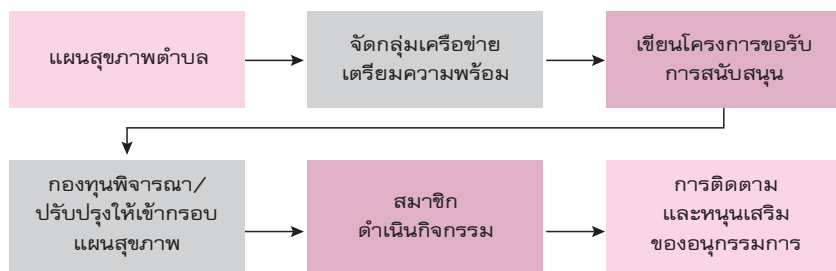 แผนสุขภาพตำบล
จัดกลุ่มเครือข่าย
เตรียมความพร้อม
เขียนโครงการขอรับ
การสนับสนุน
กองทุนพิจารณา/
ปรับปรุงให้เข้ากรอบ
แผนสุขภาพ
สมาชิก
ดำเนินกิจกรรม
การติดตาม
และหนุนเสริม
ของอนุกรรมการ